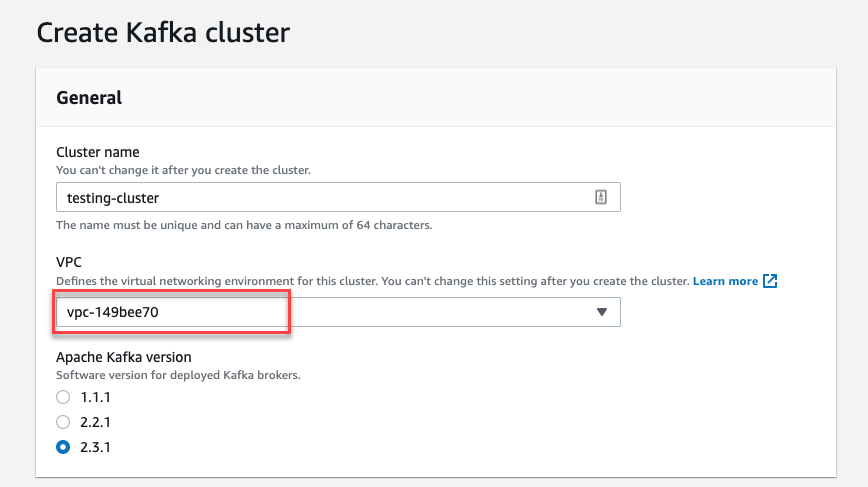 Create Kafka cluster
General
Cluster name
You can't change it after you create the cluster.
testing-cluster
The name must be unique and can have a maximum of 64 characters.
VPC
Defines the virtual networking environment for this cluster. You can't change this setting after you create the cluster. Learn more
vpc-149bee70
Apache Kafka version
Software version for deployed Kafka brokers.
1.1.1
2.2.1
2.3.1